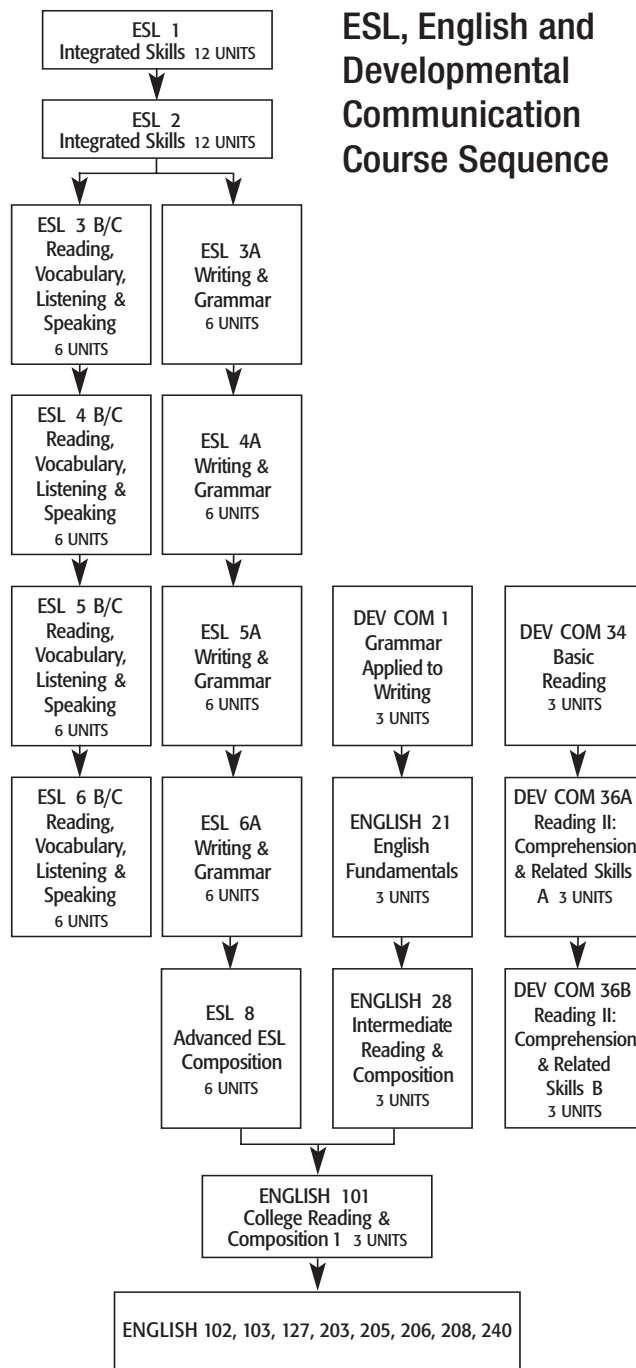 ESL, English and
Developmental
Communication
Course Sequence
ESL 1
Integrated Skills 12 UNITS
ESL 2
Integrated Skills 12 UNITS
ESL 3 B/C
Reading,
Vocabulary,
Listening &
Speaking
6 UNITS
ESL 3A
Writing &
Grammar
6 UNITS
ESL 4 B/C
Reading,
Vocabulary,
Listening &
Speaking
6 UNITS
ESL 4A
Writing &
Grammar
6 UNITS
ESL 5 B/C
Reading,
Vocabulary,
Listening &
Speaking
6 UNITS
ESL 5A
Writing &
Grammar
6 UNITS
DEV COM 1
Grammar
Applied to
Writing
3 UNITS
DEV COM 34
Basic
Reading
3 UNITS
ESL 6 B/C
Reading,
Vocabulary,
Listening &
Speaking
6 UNITS
ESL 6A
Writing &
Grammar
6 UNITS
ENGLISH 21
English
Fundamentals
3 UNITS
DEV COM 36A
Reading II:
Comprehension
& Related Skills
A 3 UNITS
ESL 8
Advanced ESL
Composition
6 UNITS
ENGLISH 28
Intermediate
Reading &
Composition
3 UNITS
DEV COM 36B
Reading II:
Comprehension
& Related
Skills B
3 UNITS
ENGLISH 101
College Reading &
Composition 1 3 UNITS
ENGLISH 102, 103, 127, 203, 205, 206, 208, 240